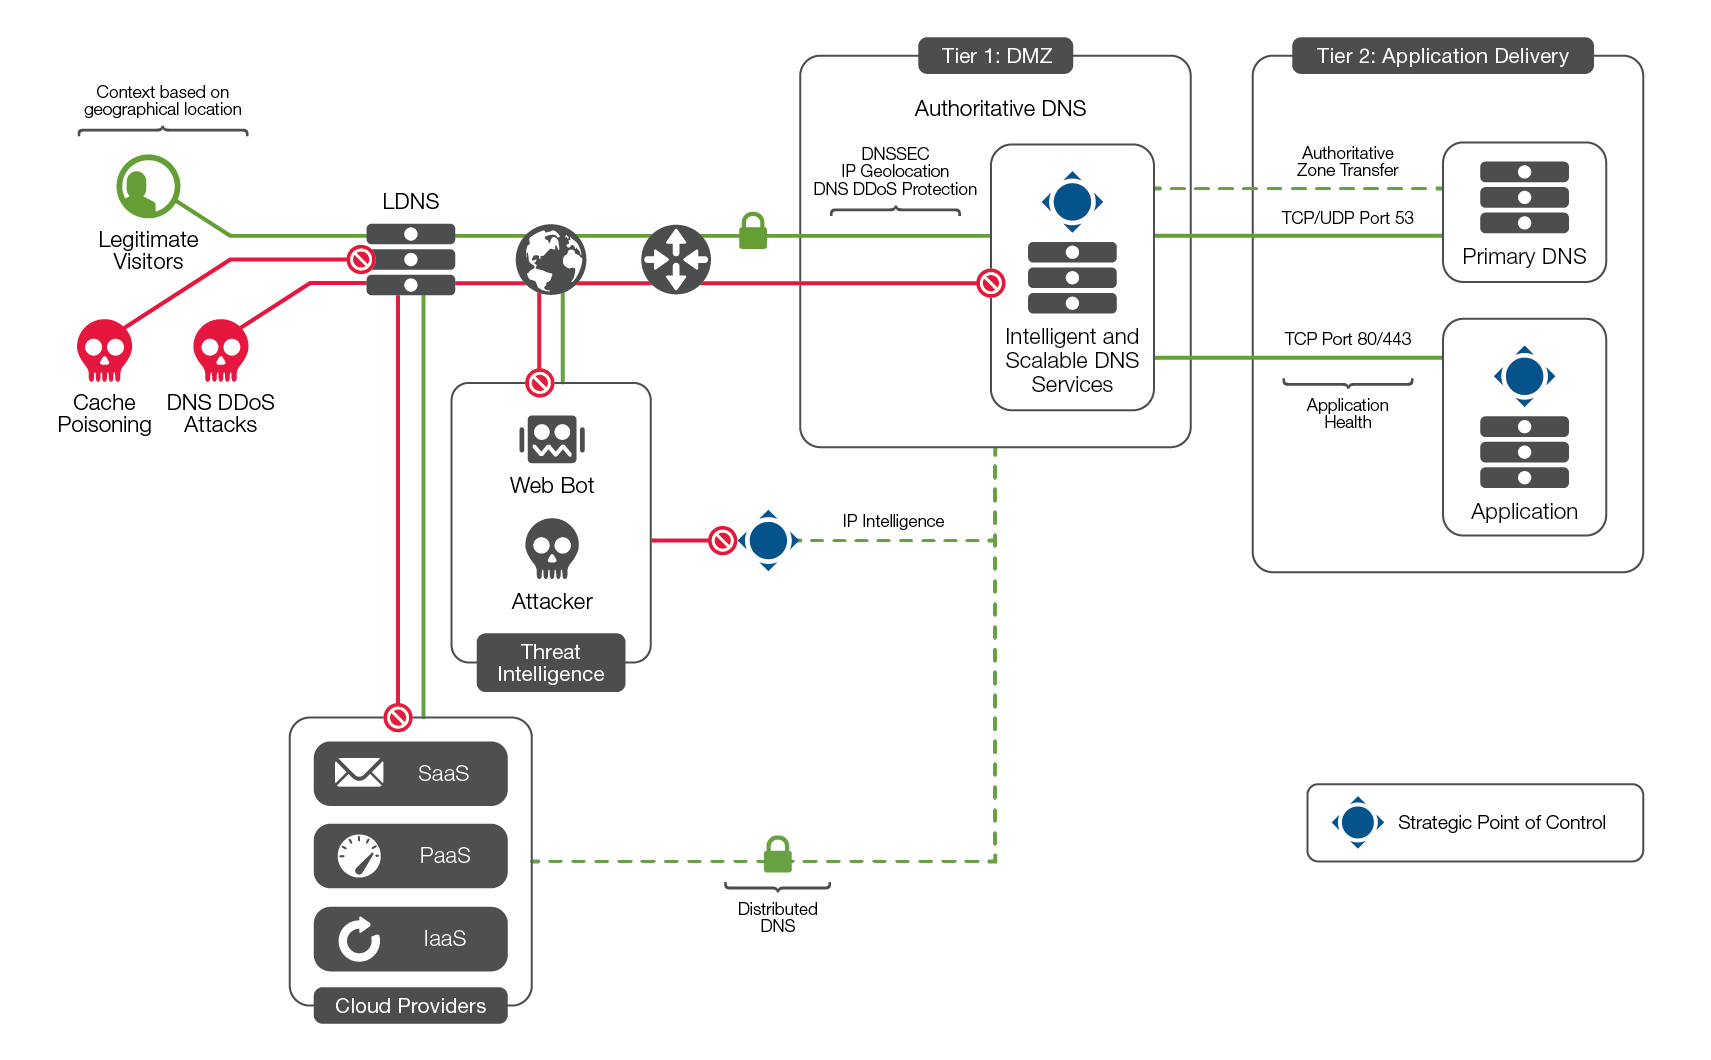 Tier 1: DMZ
Tier 2: Application Delivery
Context based on
geographical location
Authoritative DNS
DNSSEC
IP Geolocation
DNS DDoS Protection
Authoritative
Zone Transfer
LDNS
TCP/UDP Port 53
Legitimate
Visitors
Primary DNS
Intelligent and
Scalable DNS
Services
TCP Port 80/443
Application
Health
Cache
Poisoning
DNS DDoS
Attacks
Web Bot
Application
IP Intelligence
Attacker
Threat
Intelligence
SaaS
PaaS
IaaS
Cloud Providers
Distributed
DNS
Strategic Point of Control